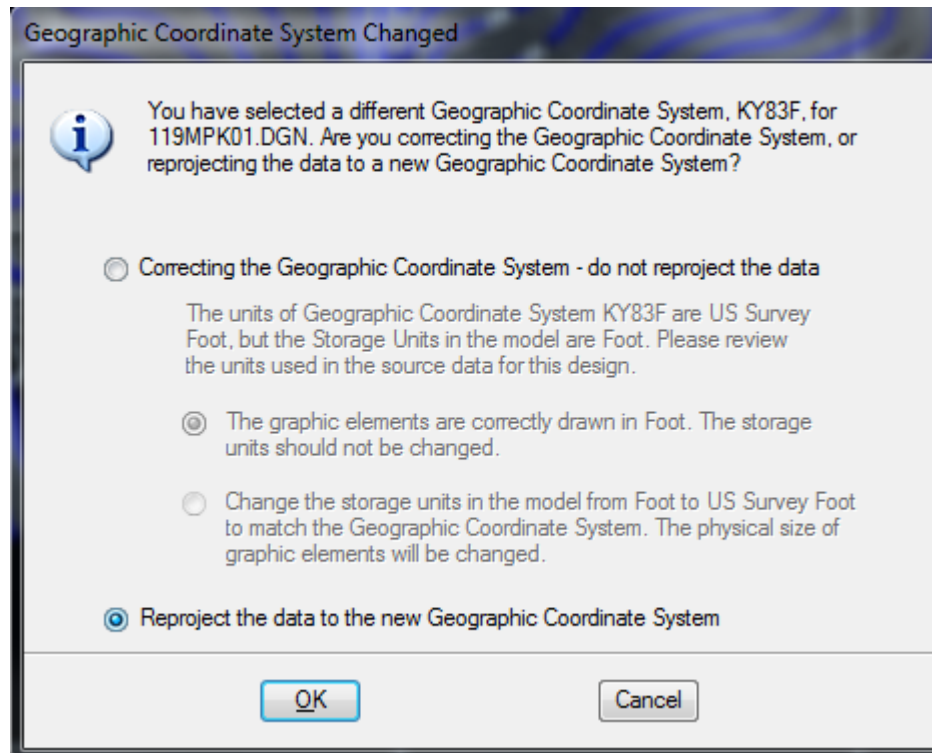 Geographic Coordinate System Changed
You have selected a different Geographic Coordinate System, KY83F, for
119MPK01.DGN. Are you correcting the Geographic Coordinate System, or
reprojecting the data to a new Geographic Coordinate System?
Correcting the Geographic Coordinate System - do not reproject the data
The units of Geographic Coordinate System KY83F are US Survey
Foot, but the Storage Units in the model are Foot. Please review
the units used in the source data for this design.
The graphic elements are correctly drawn in Foot. The storage
units should not be changed.
Change the storage units in the model from Foot to US Survey Foot
to match the Geographic Coordinate System. The physical size of
graphic elements will be changed.
Reproject the data to the new Geographic Coordinate System
OK
Cancel